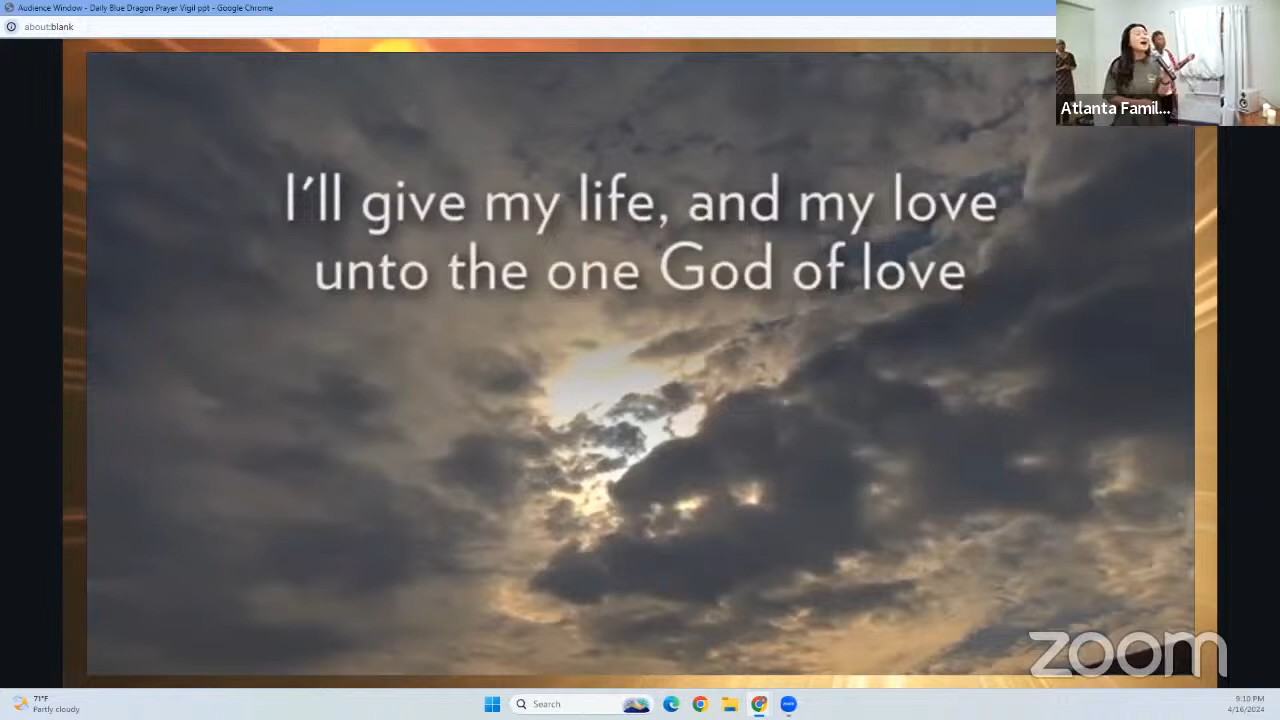 Audience Window - Daily Blue Dragon Prayer Vigil ppt - Google Chrome
about:blank
Atlanta Famil...
I'll give my life, and my love
unto the one God of love
zoom
71°F
Partly cloudy
Search
zoom
9:10 PM
4/16/2024